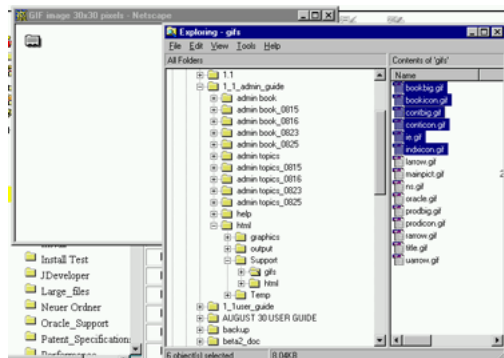 GIF image 30x30 pixels - Netscape
Exploring - gifs
File Edit View Tools Help
All Folders
Contents of 'gifs'
Name
1.1
1_1_admin_guide
admin book
admin book_0815
admin book_0816
admin book_0823
admin book_0825
admin topics
admin topics_0815
admin topics_0816
admin topics_0823
admin topics_0825
help
html
graphics
output
Support
gifs
html
Temp
1_1user_guide
AUGUST 30 USER GUIDE
backup
beta2_doc
bookbig.gif
bookicon.gif
contbig.gif
conticon.gif
ie.gif
indxicon.gif
larrow.gif
mainpict.gif
ns.gif
oracle.gif
prodbig.gif
prodicon.gif
rarrow.gif
title.gif
uarrow.gif
Install Test
JDeveloper
Large_files
Neuer Ordner
Oracle_Support
Patent_Specification
6 object(s) selected
8.04KB